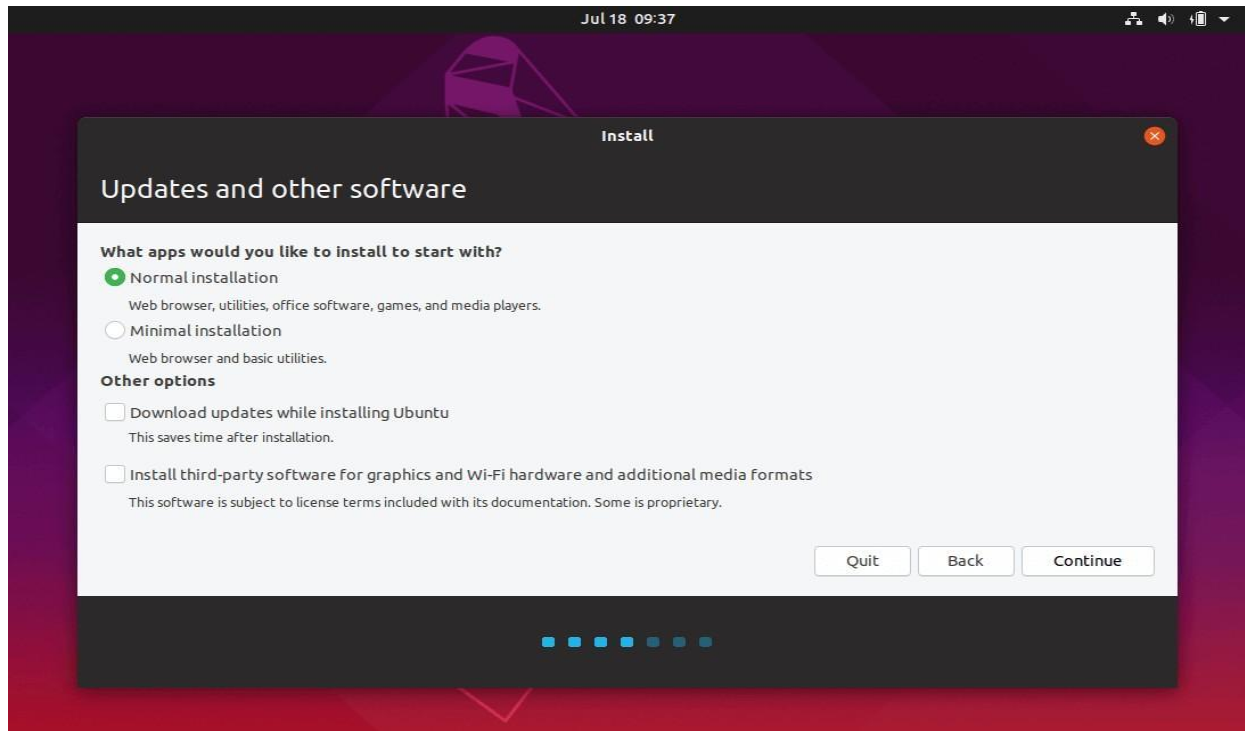 Jul 18 09:37
Install
Updates and other software
What apps would you like to install to start with?
Normal installation
Web browser, utilities, office software, games, and media players.
Minimal installation
Web browser and basic utilities.
Other options
Download updates while installing Ubuntu
This saves time after installation.
Install third-party software for graphics and Wi-Fi hardware and additional media formats
This software is subject to license terms included with its documentation. Some is proprietary.
Quit Back Continue